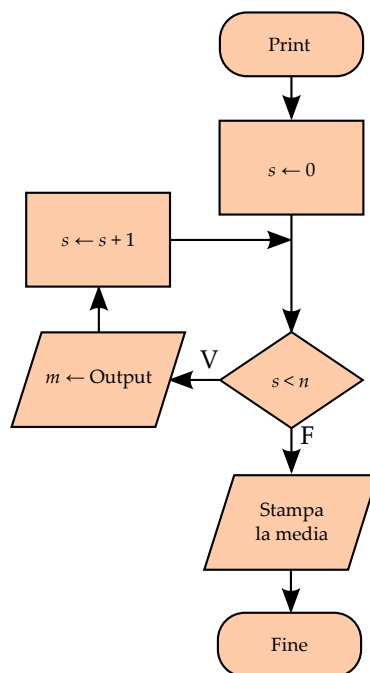 Print
s ← 0
s ← s + 1
m ← Output
V
s < n
F
Stampa
la media
Fine